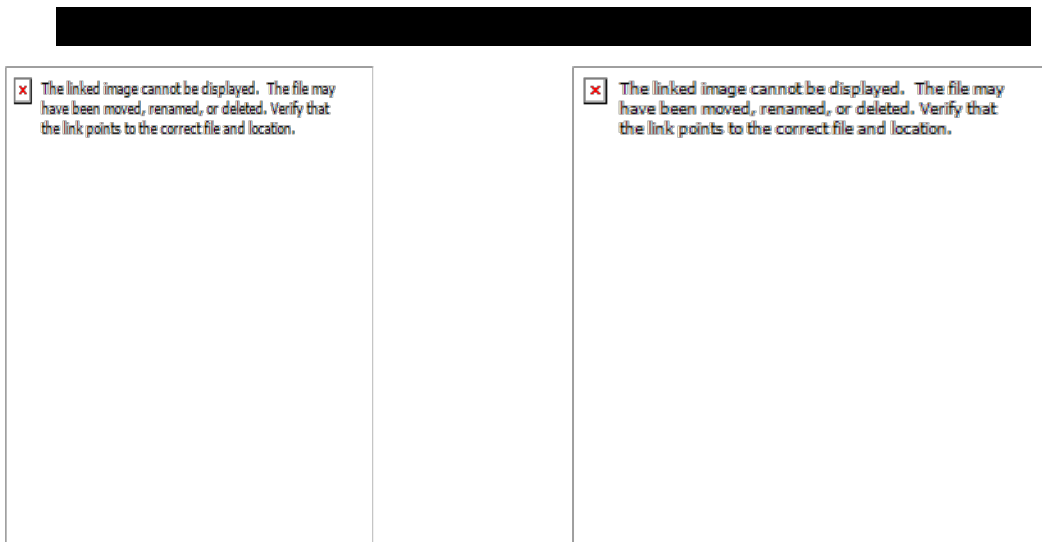 The linked image cannot be displayed.  The file may
have been moved, renamed, or deleted. Verify that
the link points to the correct file and location.
The linked image cannot be displayed.  The file may
have been moved, renamed, or deleted. Verify that
the link points to the correct file and location.